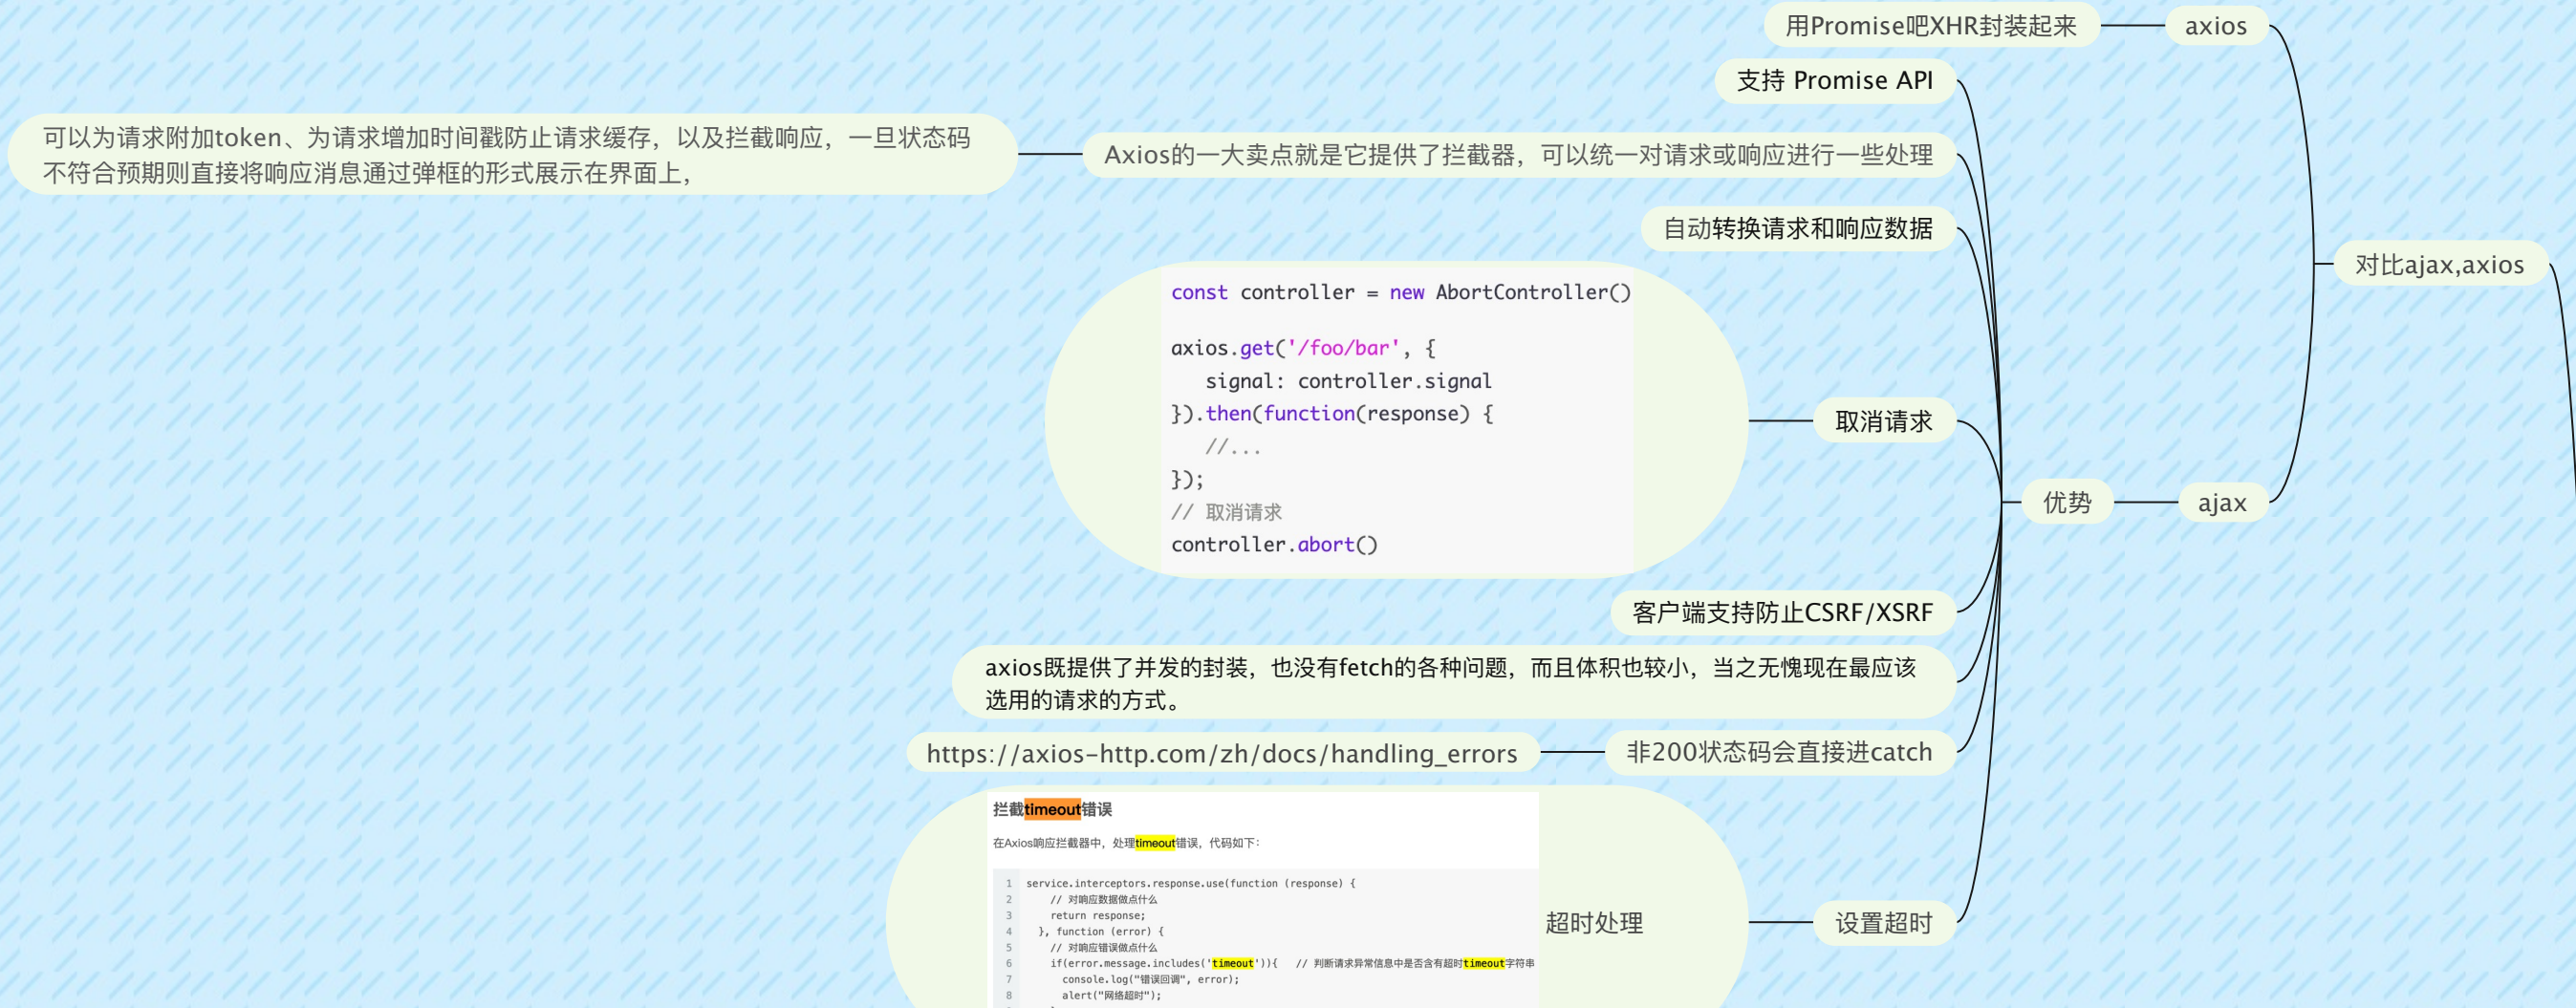 用Promise吧XHR封装起来
axios
支持 Promise API
可以为请求附加token、为请求增加时间戳防止请求缓存，以及拦截响应，一旦状态码
不符合预期则直接将响应消息通过弹框的形式展示在界面上，
Axios的一大卖点就是它提供了拦截器，可以统一对请求或响应进行一些处理
自动转换请求和响应数据
对比ajax,axios
const controller = new AbortController()
axios.get('/foo/bar', {
signal: controller.signal
}).then(function(response) {
//...
});
// 取消请求
controller.abort()
取消请求
优势
ajax
客户端支持防止CSRF/XSRF
axios既提供了并发的封装，也没有fetch的各种问题，而且体积也较小，当之无愧现在最应该
选用的请求的方式。
https://axios-http.com/zh/docs/handling_errors
非200状态码会直接进catch
拦截timeout错误
在Axios响应拦截器中，处理timeout错误，代码如下：
1 service.interceptors.response.use(function (response) {
2 // 对响应数据做点什么
3 return response;
4 }, function (error) {
5 // 对响应错误做点什么
6 if(error.message.includes('timeout')){ // 判断请求异常信息中是否含有超时timeout字符串
7 console.log("错误回调", error);
8 alert("网络超时");
超时处理
设置超时